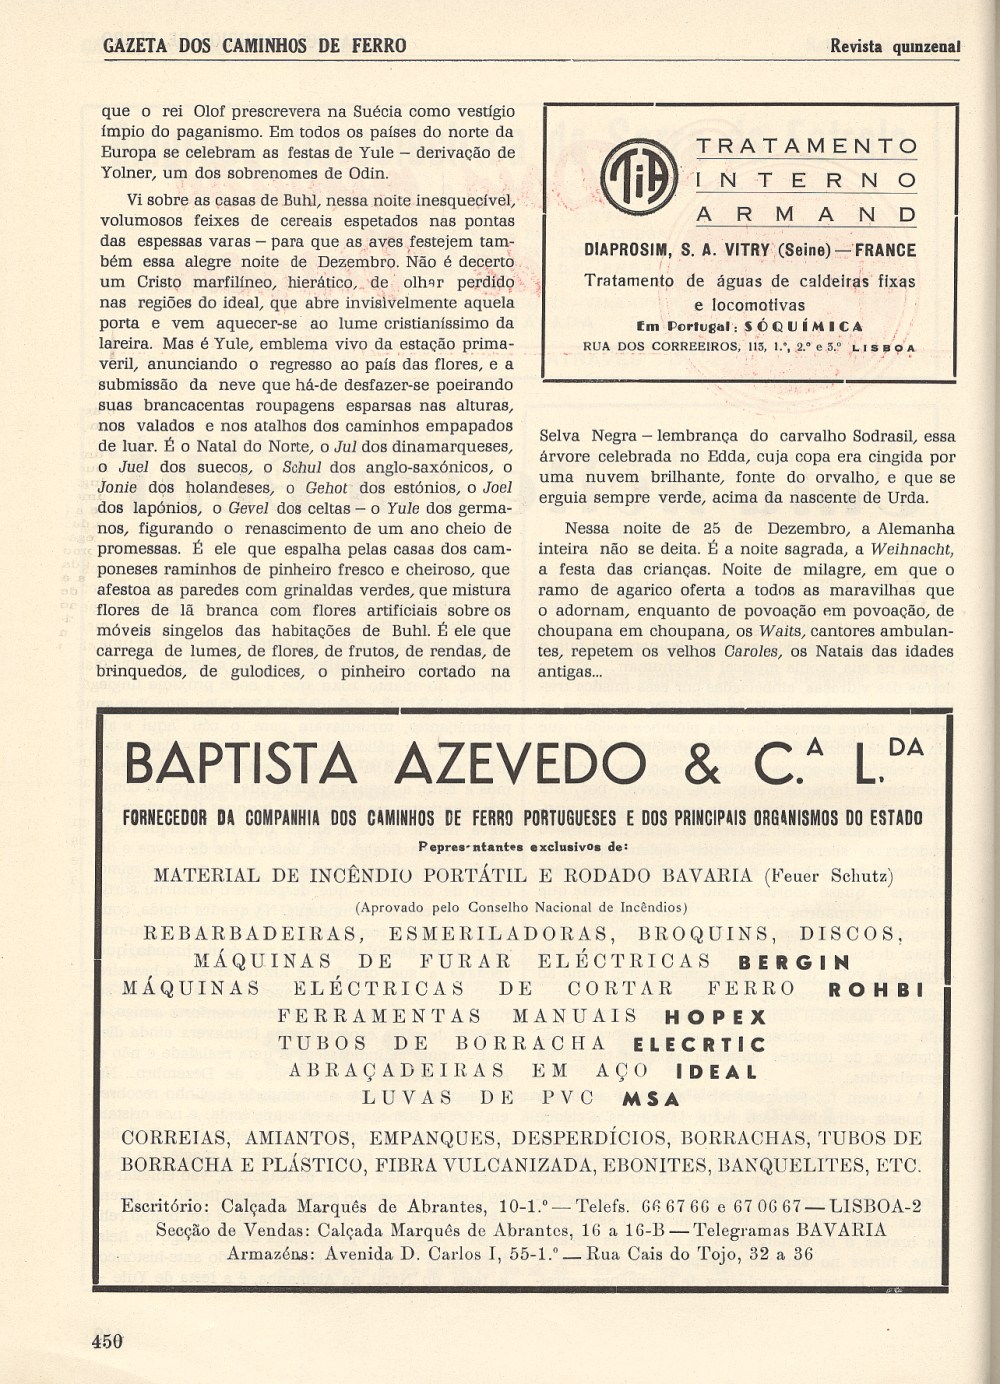 GAZETA DOS CAMINHOS DE FERRO
Revista quinzenal
que o rei Olof prescrevera na Suécia como vestígio
ímpio do paganismo. Em todos os países do norte da
Europa se celebram as festas de Yule — derivação de
Yolner, um dos sobrenomes de Odin.
Vi sobre as casas de Buhl, nessa noite inesquecível,
volumosos feixes de cereais espetados nas pontas
das espessas varas — para que as aves festejem tam-
bém essa alegre noite de Dezembro. Não é decerto
um Cristo marfilíneo, hierático, de olhar perdido
nas regiões do ideal, que abre invisivelmente aquela
porta e vem aquecer-se ao lume cristianíssimo da
lareira. Mas é Yule, emblema vivo da estação prima-
veril, anunciando o regresso ao país das flores, e a
submissão da neve que há-de desfazer-se poeirando
suas brancacentas roupagens esparsas nas alturas,
nos valados e nos atalhos dos caminhos empapados
de luar. É o Natal do Norte, o Jul dos dinamarqueses,
o Juel dos suecos, o Schul dos anglo-saxónicos, o
Jonie dos holandeses, o Gehot dos estónios, o Joel
dos lapónios, o Gevel dos celtas — o Yule dos germa-
nos, figurando o renascimento de um ano cheio de
promessas. É ele que espalha pelas casas dos cam-
poneses raminhos de pinheiro fresco e cheiroso, que
afestoa as paredes com grinaldas verdes, que mistura
flores de lã branca com flores artificiais sobre os
móveis singelos das habitações de Buhl. É ele que
carrega de lumes, de flores, de frutos, de rendas, de
brinquedos, de gulodices, o pinheiro cortado na
TIA
TRATAMENTO
INTERNO
ARMAND
DIAPROSIM, S. A. VITRY (Seine) — FRANCE
Tratamento de águas de caldeiras fixas
e locomotivas
Em Portugal: SÓQUÍMICA
RUA DOS CORREEIROS, 113, 1.º, 2.º e 3.º LISBOA
Selva Negra — lembrança do carvalho Sodrasil, essa
árvore celebrada no Edda, cuja copa era cingida por
uma nuvem brilhante, fonte do orvalho, e que se
erguia sempre verde, acima da nascente de Urda.
Nessa noite de 25 de Dezembro, a Alemanha
inteira não se deita. É a noite sagrada, a Weihnacht,
a festa das crianças. Noite de milagre, em que o
ramo de agarico oferta a todos as maravilhas que
o adornam, enquanto de povoação em povoação, de
choupana em choupana, os Waits, cantores ambulan-
tes, repetem os velhos Caroles, os Natais das idades
antigas...
BAPTISTA AZEVEDO & C.A L.DA
FORNECEDOR DA COMPANHIA DOS CAMINHOS DE FERRO PORTUGUESES E DOS PRINCIPAIS ORGANISMOS DO ESTADO
exclusivos de:
MATERIAL DE INCÊNDIO PORTÁTIL E RODADO BAVARIA (Feuer Schutz)
(Aprovado pelo Conselho Nacional de Incêndios)
REBARBADEIRAS, ESMERILADORAS, BROQUINS, DISCOS,
MÁQUINAS DE FURAR ELÉCTRICAS BERGIN
MÁQUINAS ELÉCTRICAS DE CORTAR FERRO ROHBI
FERRAMENTAS MANUAIS HOPEX
TUBOS DE BORRACHA ELECRTIC
ABRAÇADEIRAS EM AÇO IDEAL
LUVAS DE PVC MSA
CORREIAS, AMIANTOS, EMPANQUES, DESPERDÍCIOS, BORRACHAS, TUBOS DE
BORRACHA E PLÁSTICO, FIBRA VULCANIZADA, EBONITES, BANQUELITES, ETC.
Escritório: Calçada Marquês de Abrantes, 10-1.º — Telefs. 66 67 66 e 67 06 67 — LISBOA-2
Secção de Vendas: Calçada Marquês de Abrantes, 16 a 16-B — Telegramas BAVARIA
Armazéns: Avenida D. Carlos I, 55-1.º — Rua Cais do Tojo, 32 a 36
450